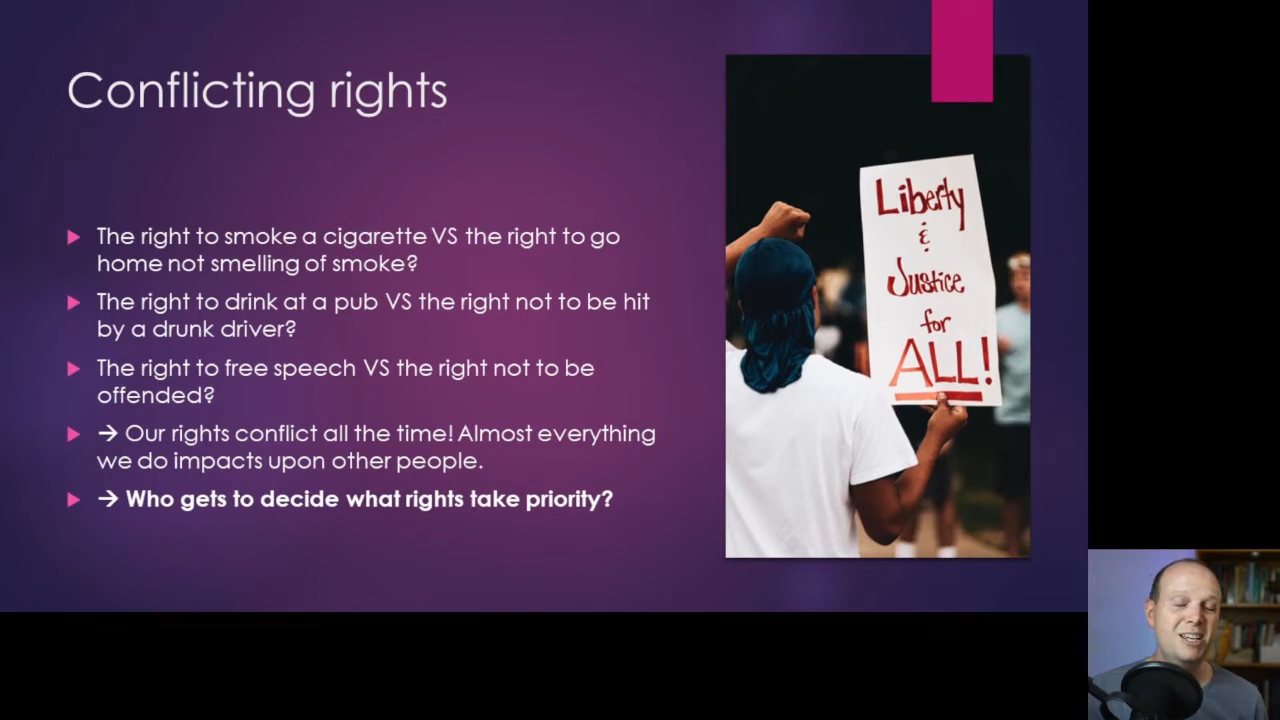 Conflicting rights
The right to smoke a cigarette VS the right to go
home not smelling of smoke?
The right to drink at a pub VS the right not to be hit
by a drunk driver?
The right to free speech VS the right not to be
offended?
→ Our rights conflict all the time! Almost everything
we do impacts upon other people.
→ Who gets to decide what rights take priority?
Liberty
&
Justice
for
ALL!